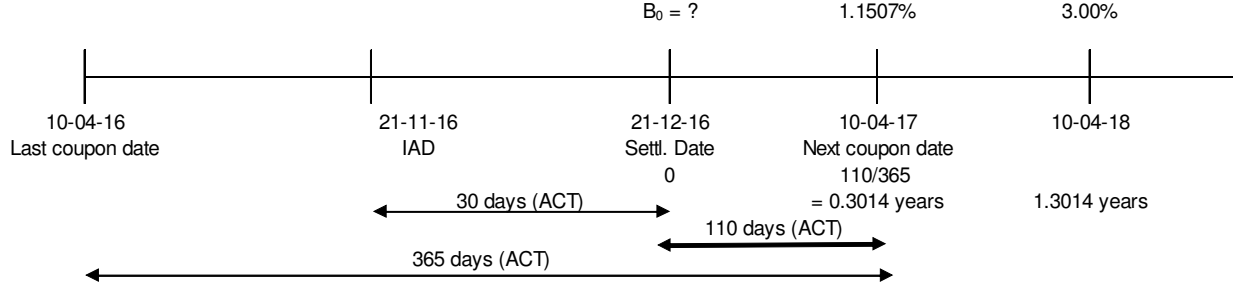 B₀ = ? 1.1507% 3.00%
10-04-16 21-11-16 21-12-16 10-04-17 10-04-18
Last coupon date IAD Settl. Date Next coupon date
0 110/365
30 days (ACT) = 0.3014 years 1.3014 years
110 days (ACT)
365 days (ACT)